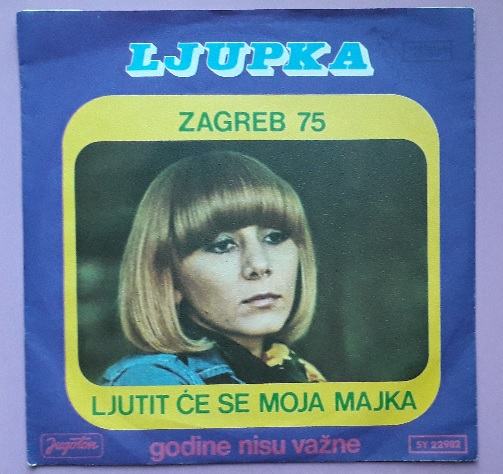 LJUPKA
ZAGREB 75
LJUTIT ĆE SE MOJA MAJKA
Jugoton
godine nisu važne
SY 22982